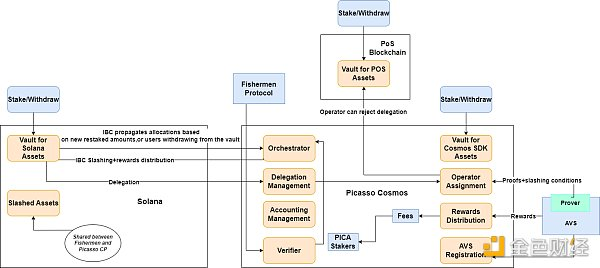 Stake/Withdraw
PoS
Blockchain
Vault for POS
Assets
Fishermen
Protocol
Operator can reject delegation
Stake/Withdraw
Stake/Withdraw
IBC propagates allocations based
on new restaked amounts,or users withdrawing from the vault
Vault for
Solana
Assets
Orchestrator
Vault for
Cosmos SDK
Assets
IBC Slashing+rewards distribution
Delegation
Delegation
Management
Operator
Assignment
Proofs+slashing conditions
Solana
Picasso Cosmos
Slashed Assets
Accounting
Management
Fees
Rewards
Distribution
Rewards
Prover
AVS
Shared between
Fishermen and
Picasso CP
Verifier
PICA
Stakers
AVS
Registration
金色财经